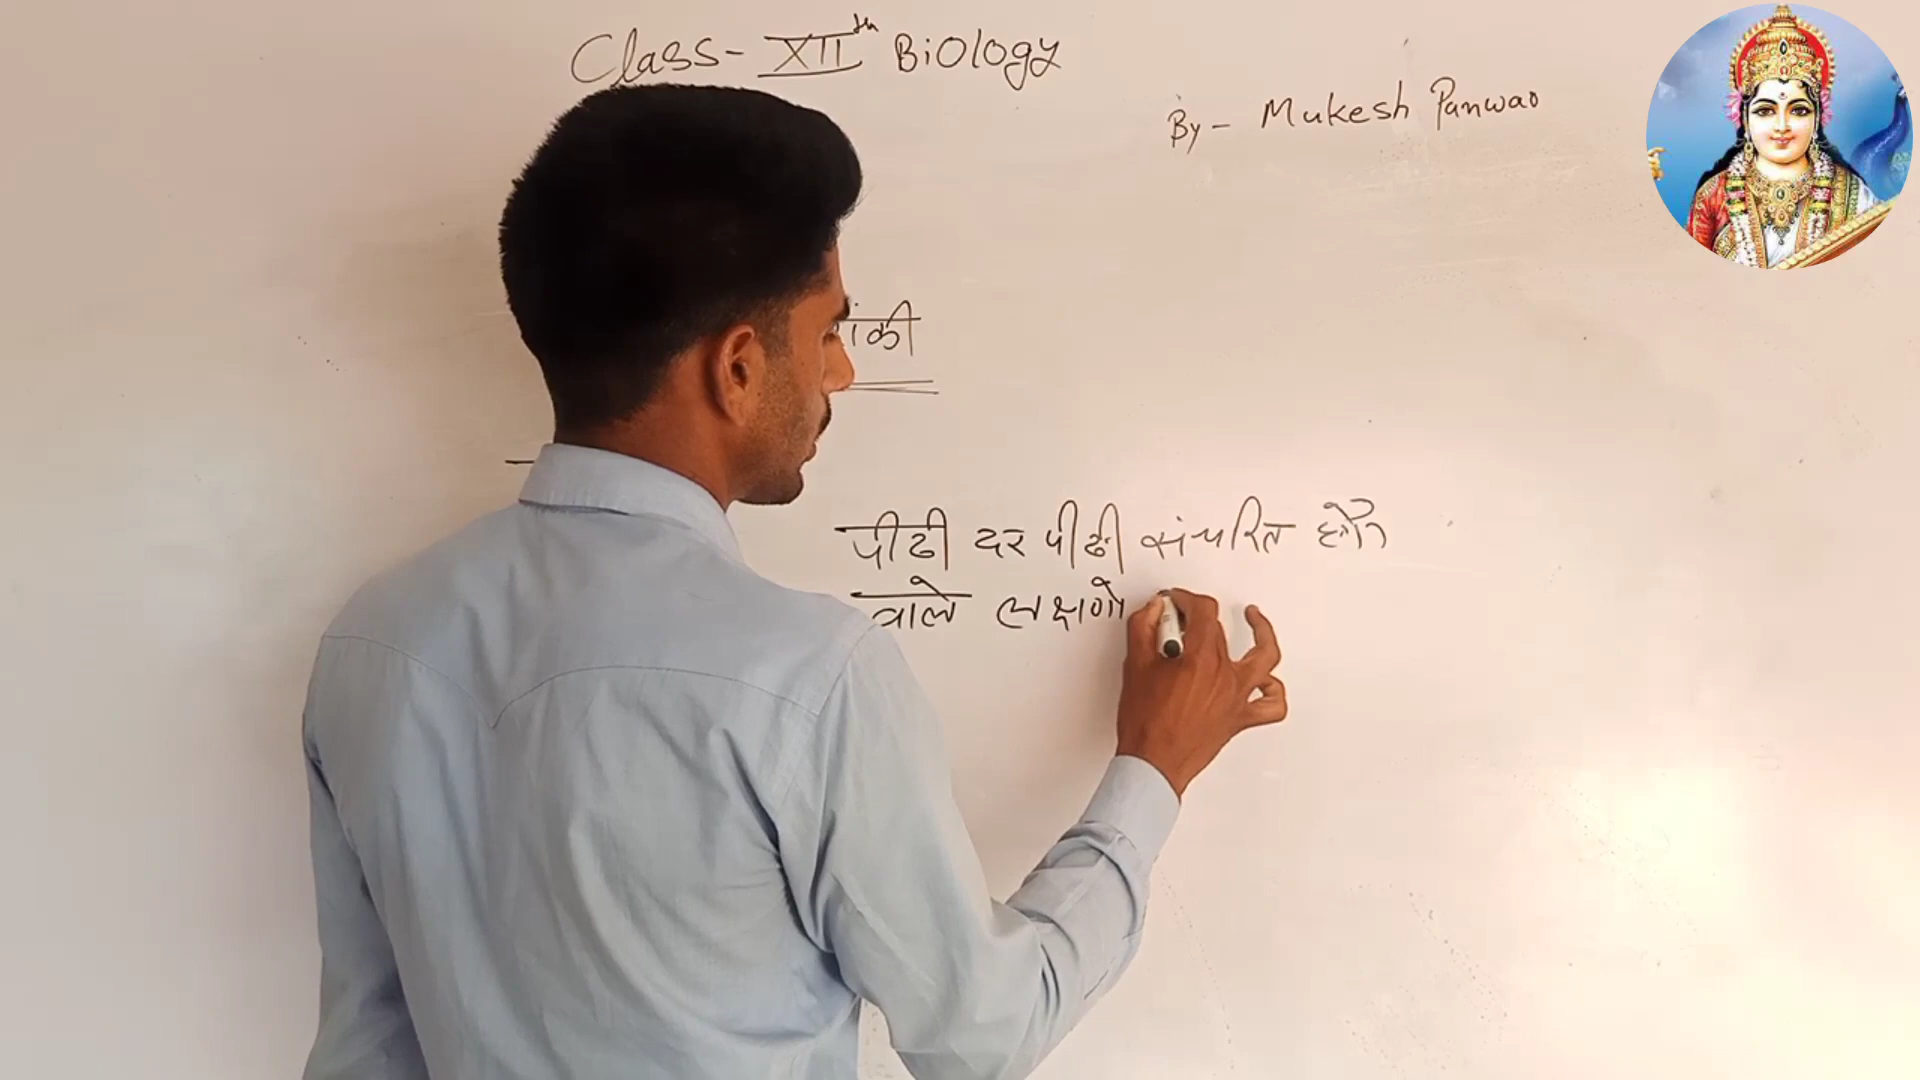 Class- XIIth Biology
By - Mukesh Panwar
पीढी दर पीढी संचरित होने
वाले लक्षणो